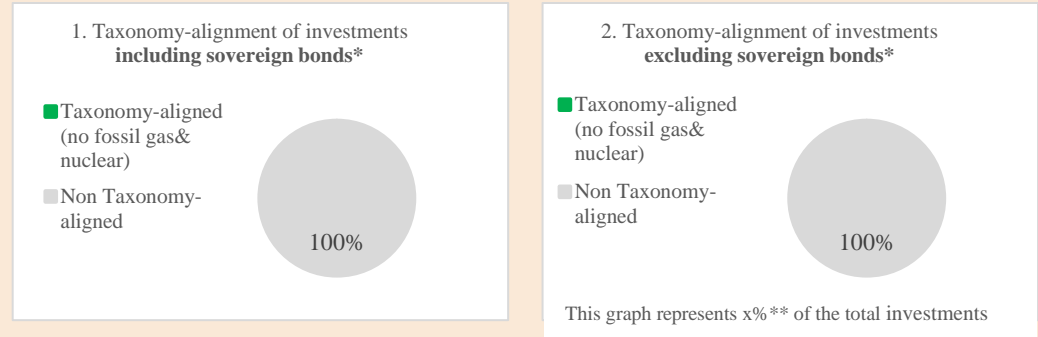 1. Taxonomy-alignment of investments
including sovereign bonds*
Taxonomy-aligned
(no fossil gas&
nuclear)
Non Taxonomy-
aligned
100%
2. Taxonomy-alignment of investments
excluding sovereign bonds*
Taxonomy-aligned
(no fossil gas&
nuclear)
Non Taxonomy-
aligned
100%
This graph represents x%** of the total investments